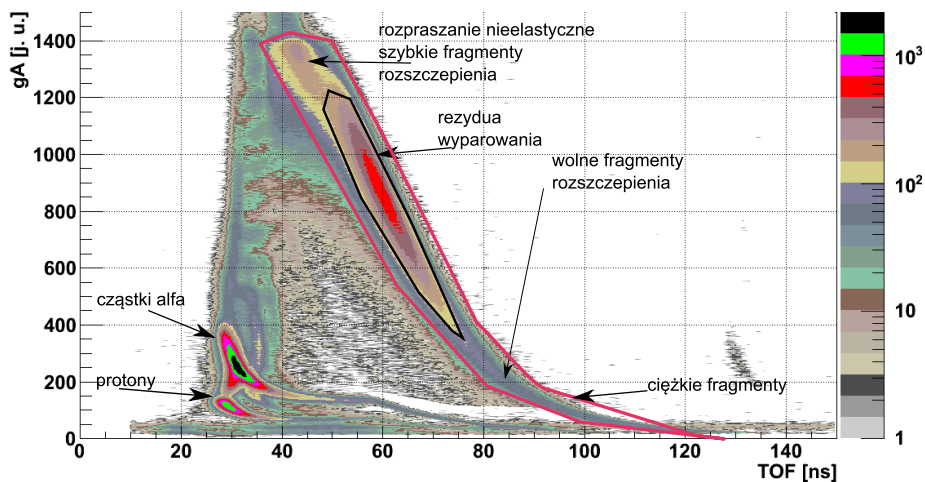 gA [j. u.]
1400
1200
1000
800
600
400
200
0
rozpraszanie nieelastyczne
szybkie fragmenty
rozszczepienia
rezydua
wyparowania
wolne fragmenty
rozszczepienia
cząstki alfa
protony
ciężkie fragmenty
0 20 40 60 80 100 120 140
TOF [ns]
10³
10²
10
1